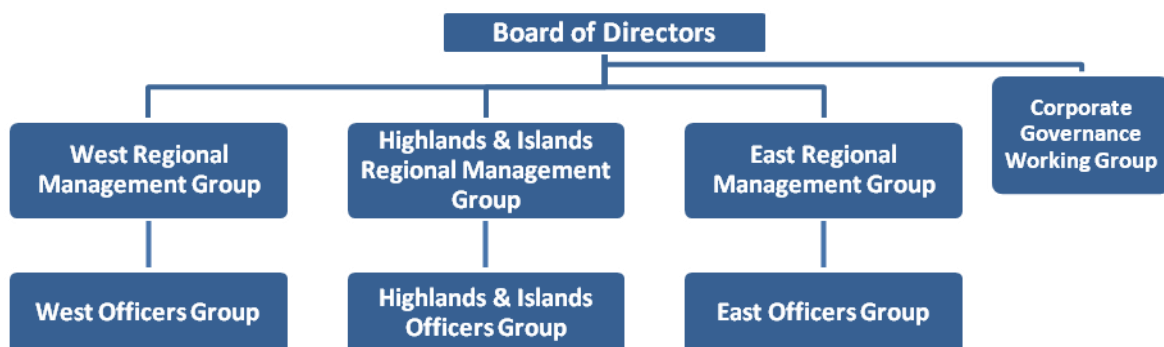 Board of Directors
West Regional
Management Group
Highlands & Islands
Regional Management
Group
East Regional
Management Group
Corporate
Governance
Working Group
West Officers Group
Highlands & Islands
Officers Group
East Officers Group